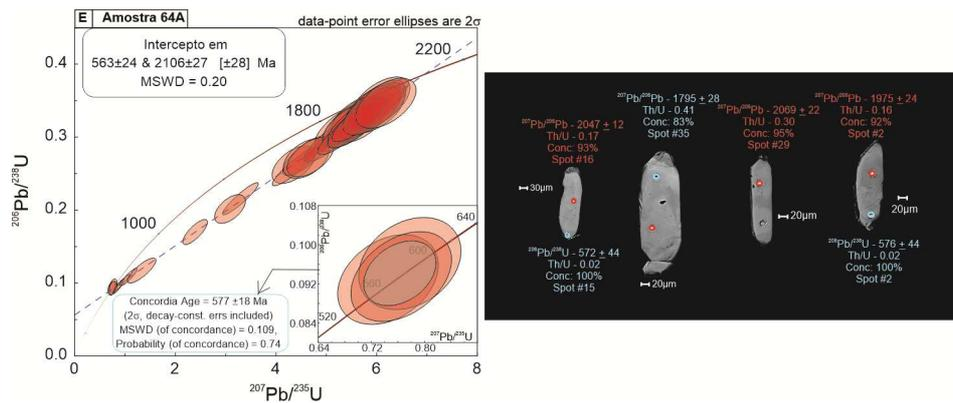 E Amostra 64A
data-point error ellipses are 2σ
Intercepto em
563±24 & 2106±27 [±28] Ma
MSWD = 0.20
2200
1800
1000
0.4
0.3
0.2
0.1
0.0
²⁰⁶Pb/²³⁸U
0 2 4 6 8
²⁰⁷Pb/²³⁵U
Concordia Age = 577 ±18 Ma
(2σ, decay-const. errs included)
MSWD (of concordance) = 0.109,
Probability (of concordance) = 0.74
0.108
0.100
0.092
0.084
²⁰⁶Pb/²³⁸U
640
600
560
520
²⁰⁷Pb/²³⁵U
0.64 0.72 0.80
²⁰⁷Pb/²⁰⁶Pb - 2047 ± 12
Th/U - 0.17
Conc: 93%
Spot #16
²⁰⁷Pb/²⁰⁶Pb - 1795 ± 28
Th/U - 0.41
Conc: 83%
Spot #35
²⁰⁷Pb/²⁰⁶Pb - 2069 ± 22
Th/U - 0.30
Conc: 95%
Spot #29
²⁰⁷Pb/²⁰⁶Pb - 1975 ± 24
Th/U - 0.16
Conc: 92%
Spot #2
30µm
20µm
20µm
20µm
²⁰⁶Pb/²³⁸U - 572 ± 44
Th/U - 0.02
Conc: 100%
Spot #15
²⁰⁶Pb/²³⁸U - 576 ± 44
Th/U - 0.02
Conc: 100%
Spot #2